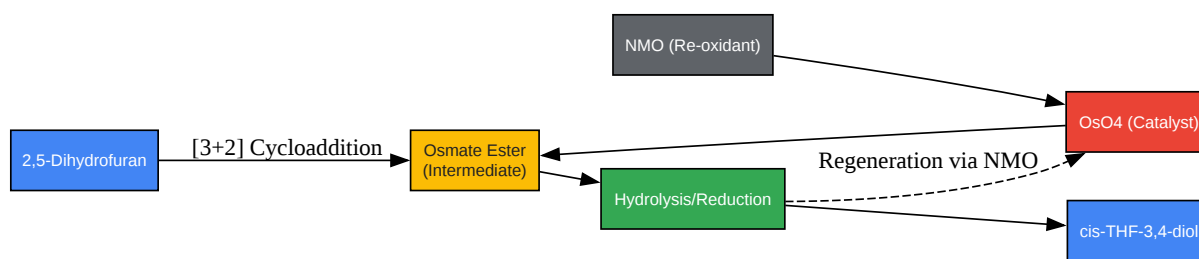 NMO (Re-oxidant)
OsO4 (Catalyst)
2,5-Dihydrofuran
[3+2] Cycloaddition
Osmate Ester
(Intermediate)
Regeneration via NMO
Hydrolysis/Reduction
cis-THF-3,4-diol